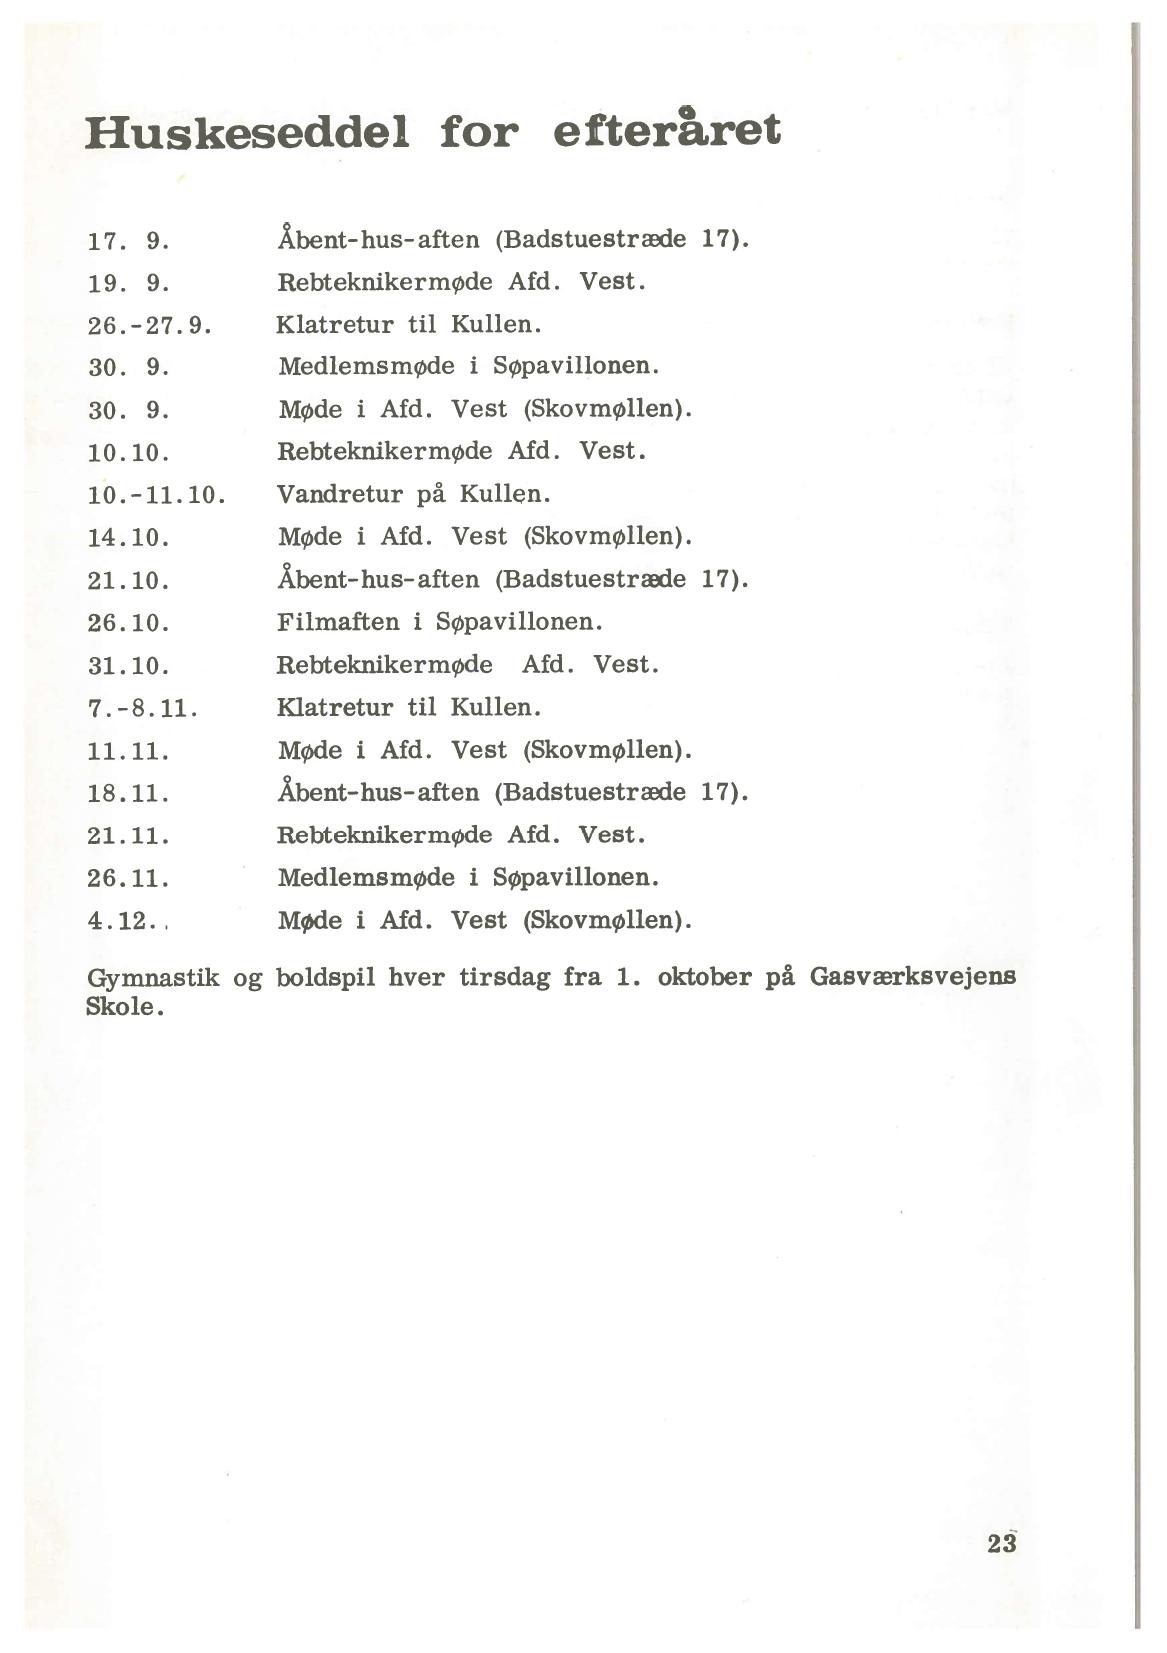 Huskeseddel for efteråret
17. 9. Åbent-hus-aften (Badstuestræde 17).
19. 9. Rebteknikermøde Afd. Vest.
26.-27.9. Klatretur til Kullen.
30. 9. Medlemsmøde i Søpavillonen.
30. 9. Møde i Afd. Vest (Skovmøllen).
10.10. Rebteknikermøde Afd. Vest.
10.-11.10. Vandretur på Kullen.
14.10. Møde i Afd. Vest (Skovmøllen).
21.10. Åbent-hus-aften (Badstuestræde 17).
26.10. Filmaften i Søpavillonen.
31.10. Rebteknikermøde Afd. Vest.
7.-8.11. Klatretur til Kullen.
11.11. Møde i Afd. Vest (Skovmøllen).
18.11. Åbent-hus-aften (Badstuestræde 17).
21.11. Rebteknikermøde Afd. Vest.
26.11. Medlemsmøde i Søpavillonen.
4.12. Møde i Afd. Vest (Skovmøllen).
Gymnastik og boldspil hver tirsdag fra 1. oktober på Gasværksvejens
Skole.
23